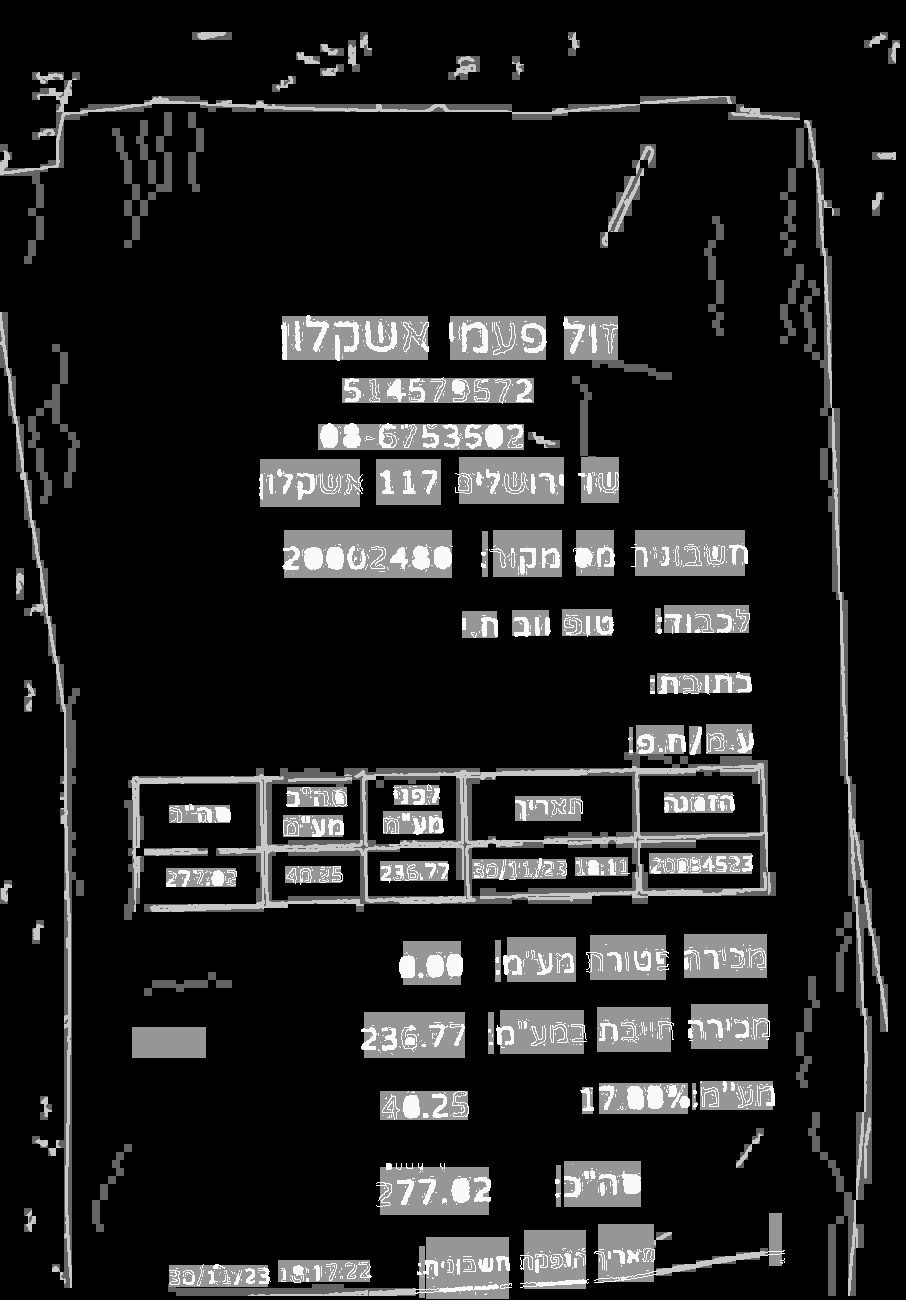 זול פעמי אשקלון
514579572
08-6753502
שד ירושלים 117 אשקלון
חשבונית מס מקור: 20002480
לכבוד: טופ ווב ח.י
כתובת:
ע.מ/ח.פ:
הזמנה תאריך לפני מע"מ סה"כ מע"מ סה"כ
20084523 30/11/23 18:11 236.77 40.25 277.02
מכירה פטורת מע"מ: 0.00
מכירה חייבת במע"מ: 236.77
מע"מ: 17.00% 40.25
סה"כ: 277.02
תאריך הופקת חשבונית: 30/11/23 18:17:22